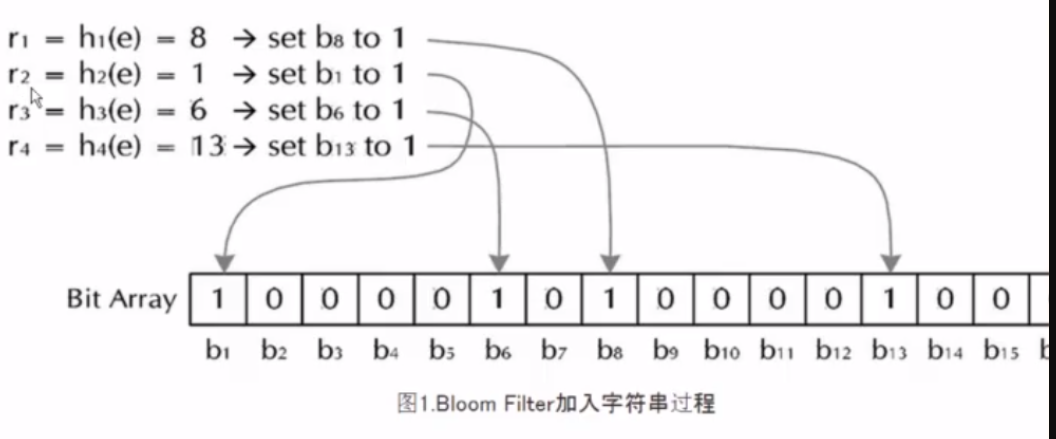 r₁ = h₁(e) = 8 → set b₈ to 1
r₂ = h₂(e) = 1 → set b₁ to 1
r₃ = h₃(e) = 6 → set b₆ to 1
r₄ = h₄(e) = 13 → set b₁₃ to 1
Bit Array 1 0 0 0 0 1 0 1 0 0 0 0 1 0 0
b₁ b₂ b₃ b₄ b₅ b₆ b₇ b₈ b₉ b₁₀ b₁₁ b₁₂ b₁₃ b₁₄ b₁₅
图1.Bloom Filter加入字符串过程